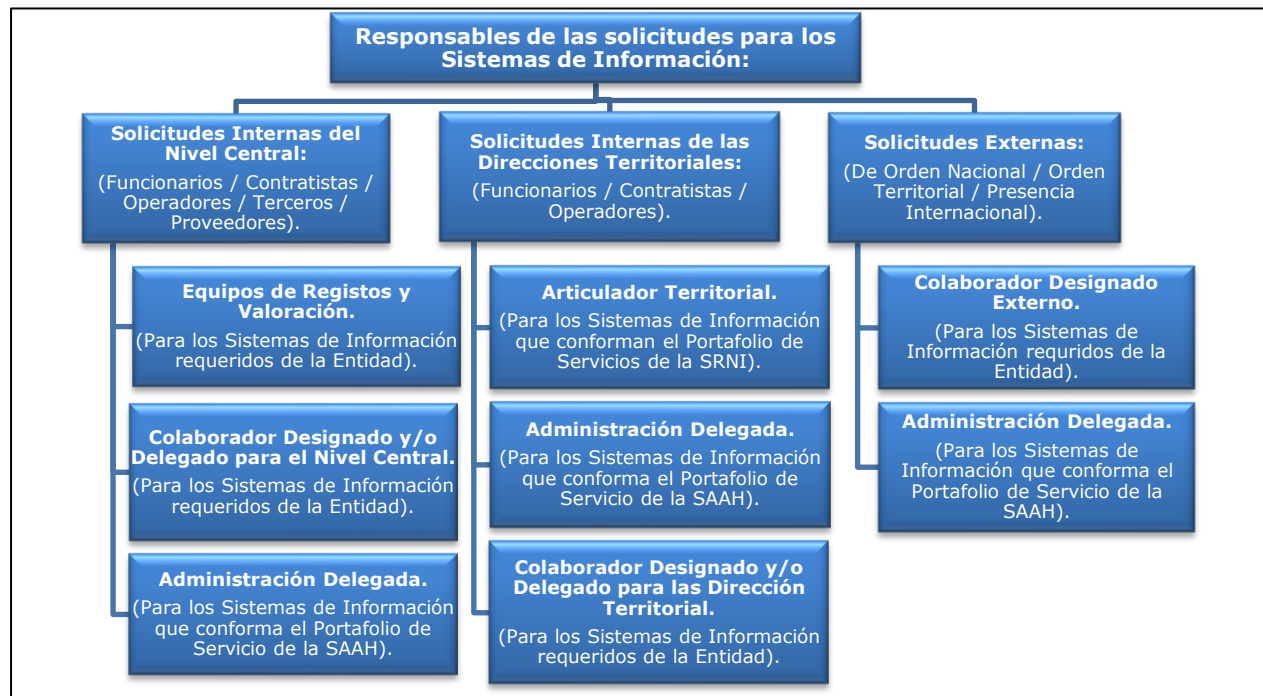 Responsables de las solicitudes para los
Sistemas de Información:
Solicitudes Internas del
Nivel Central:
(Funcionarios / Contratistas /
Operadores / Terceros /
Proveedores).
Equipos de Registos y
Valoración.
(Para los Sistemas de Información
requeridos de la Entidad).
Colaborador Designado y/o
Delegado para el Nivel Central.
(Para los Sistemas de Información
requeridos de la Entidad).
Administración Delegada.
(Para los Sistemas de Información
que conforma el Portafolio de
Servicio de la SAAH).
Solicitudes Internas de las
Direcciones Territoriales:
(Funcionarios / Contratistas /
Operadores).
Articulador Territorial.
(Para los Sistemas de Información
que conforman el Portafolio de
Servicios de la SRNI).
Administración Delegada.
(Para los Sistemas de Información
que conforma el Portafolio de
Servicio de la SAAH).
Colaborador Designado y/o
Delegado para las Dirección
Territorial.
(Para los Sistemas de Información
requeridos de la Entidad).
Solicitudes Externas:
(De Orden Nacional / Orden
Territorial / Presencia
Internacional).
Colaborador Designado
Externo.
(Para los Sistemas de
Información requridos de la
Entidad).
Administración Delegada.
(Para los Sistemas de
Información que conforma el
Portafolio de Servicio de la
SAAH).